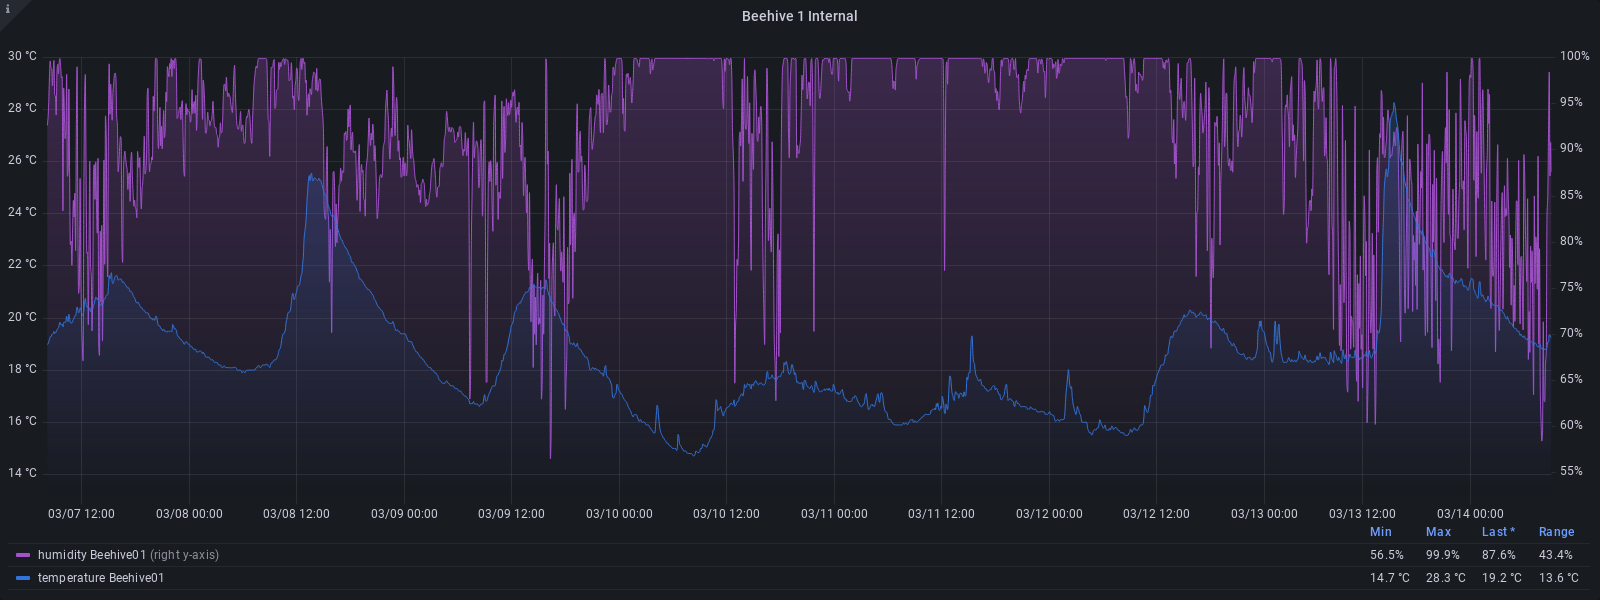 i
Beehive 1 Internal
30 °C 100%
28 °C 95%
26 °C 90%
24 °C 85%
22 °C 80%
20 °C 75%
18 °C 70%
16 °C 65%
14 °C 60%
55%
03/07 12:00 03/08 00:00 03/08 12:00 03/09 00:00 03/09 12:00 03/10 00:00 03/10 12:00 03/11 00:00 03/11 12:00 03/12 00:00 03/12 12:00 03/13 00:00 03/13 12:00 03/14 00:00
Min Max Last * Range
humidity Beehive01 (right y-axis) 56.5% 99.9% 87.6% 43.4%
temperature Beehive01 14.7 °C 28.3 °C 19.2 °C 13.6 °C